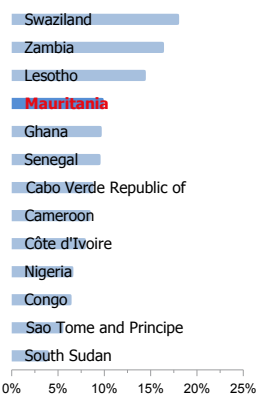 Swaziland
Zambia
Lesotho
Mauritania
Ghana
Senegal
Cabo Verde Republic of
Cameroon
Côte d'Ivoire
Nigeria
Congo
Sao Tome and Principe
South Sudan
0% 5% 10% 15% 20% 25%